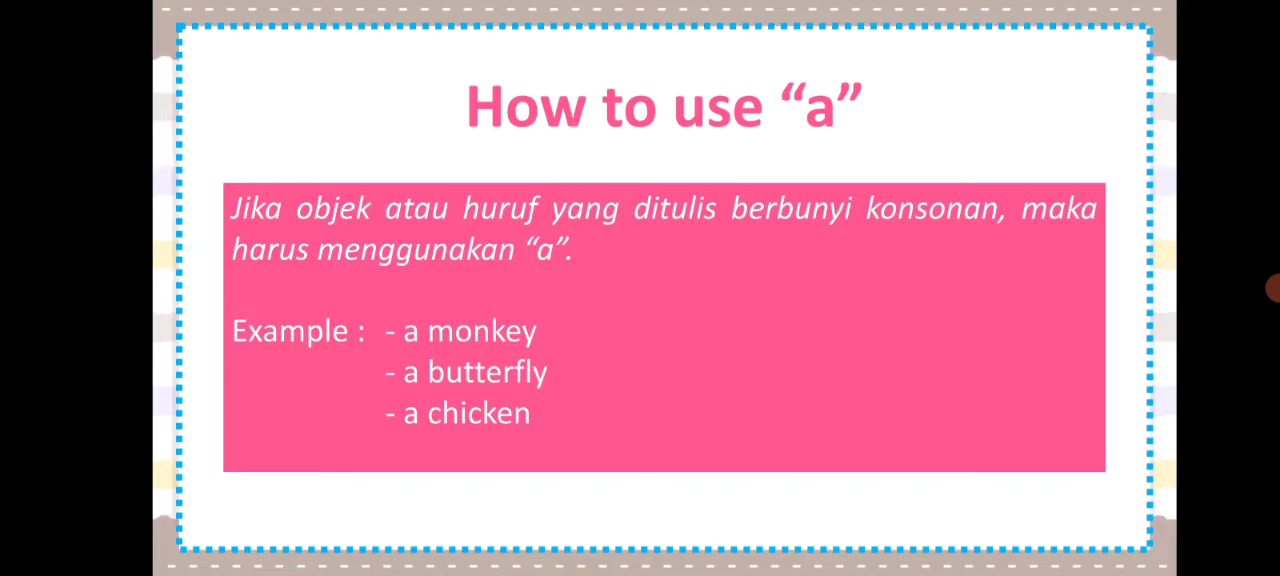 How to use “a”
Jika objek atau huruf yang ditulis berbunyi konsonan, maka
harus menggunakan “a”.
Example : - a monkey
- a butterfly
- a chicken